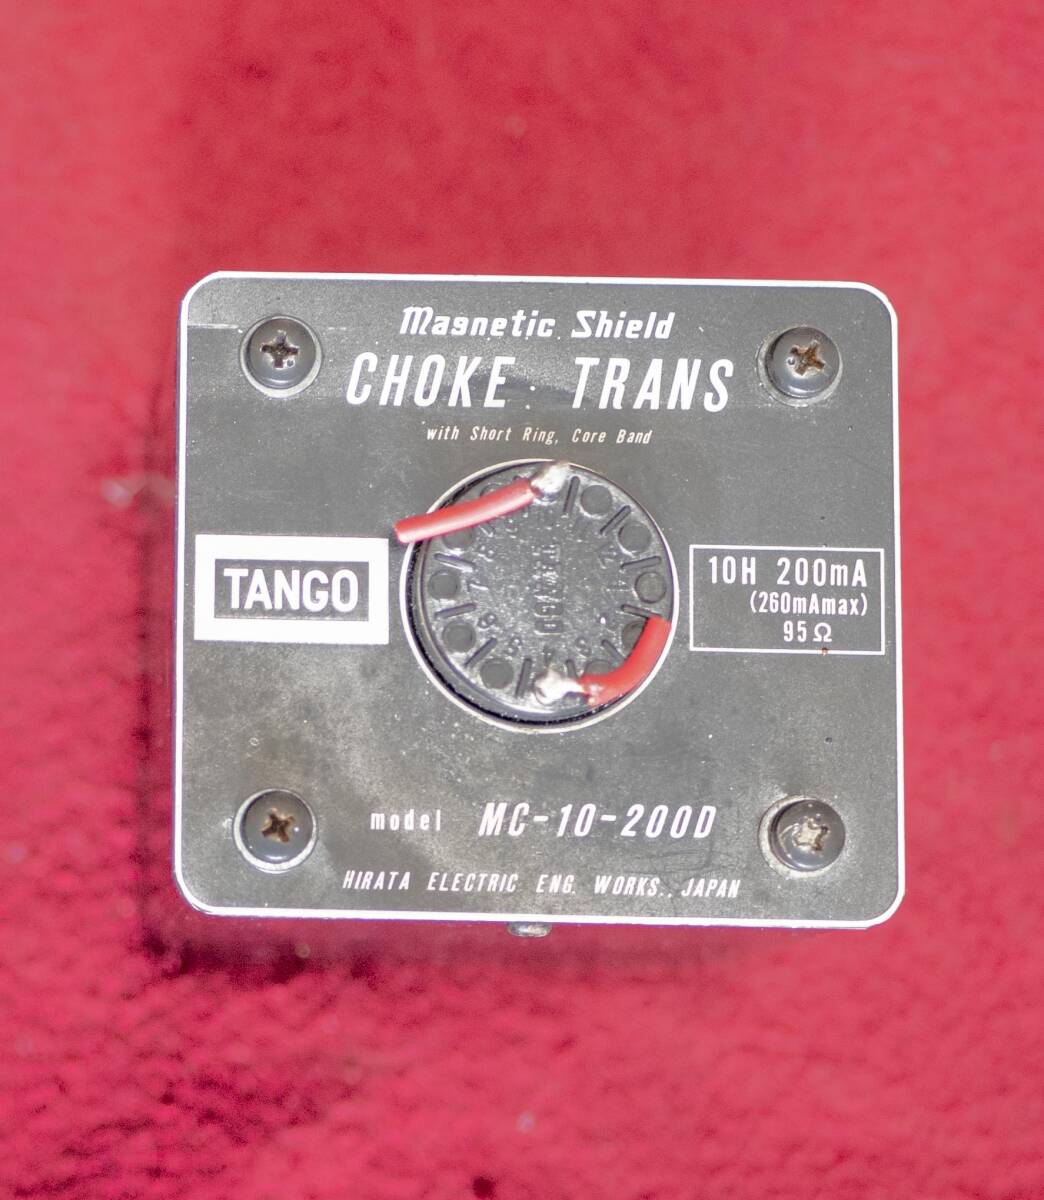 Magnetic Shield
CHOKE TRANS
with Short Ring, Core Band
TANGO
10H 200mA
(260mAmax)
95Ω
model MC-10-200D
HIRATA ELECTRIC ENG. WORKS., JAPAN